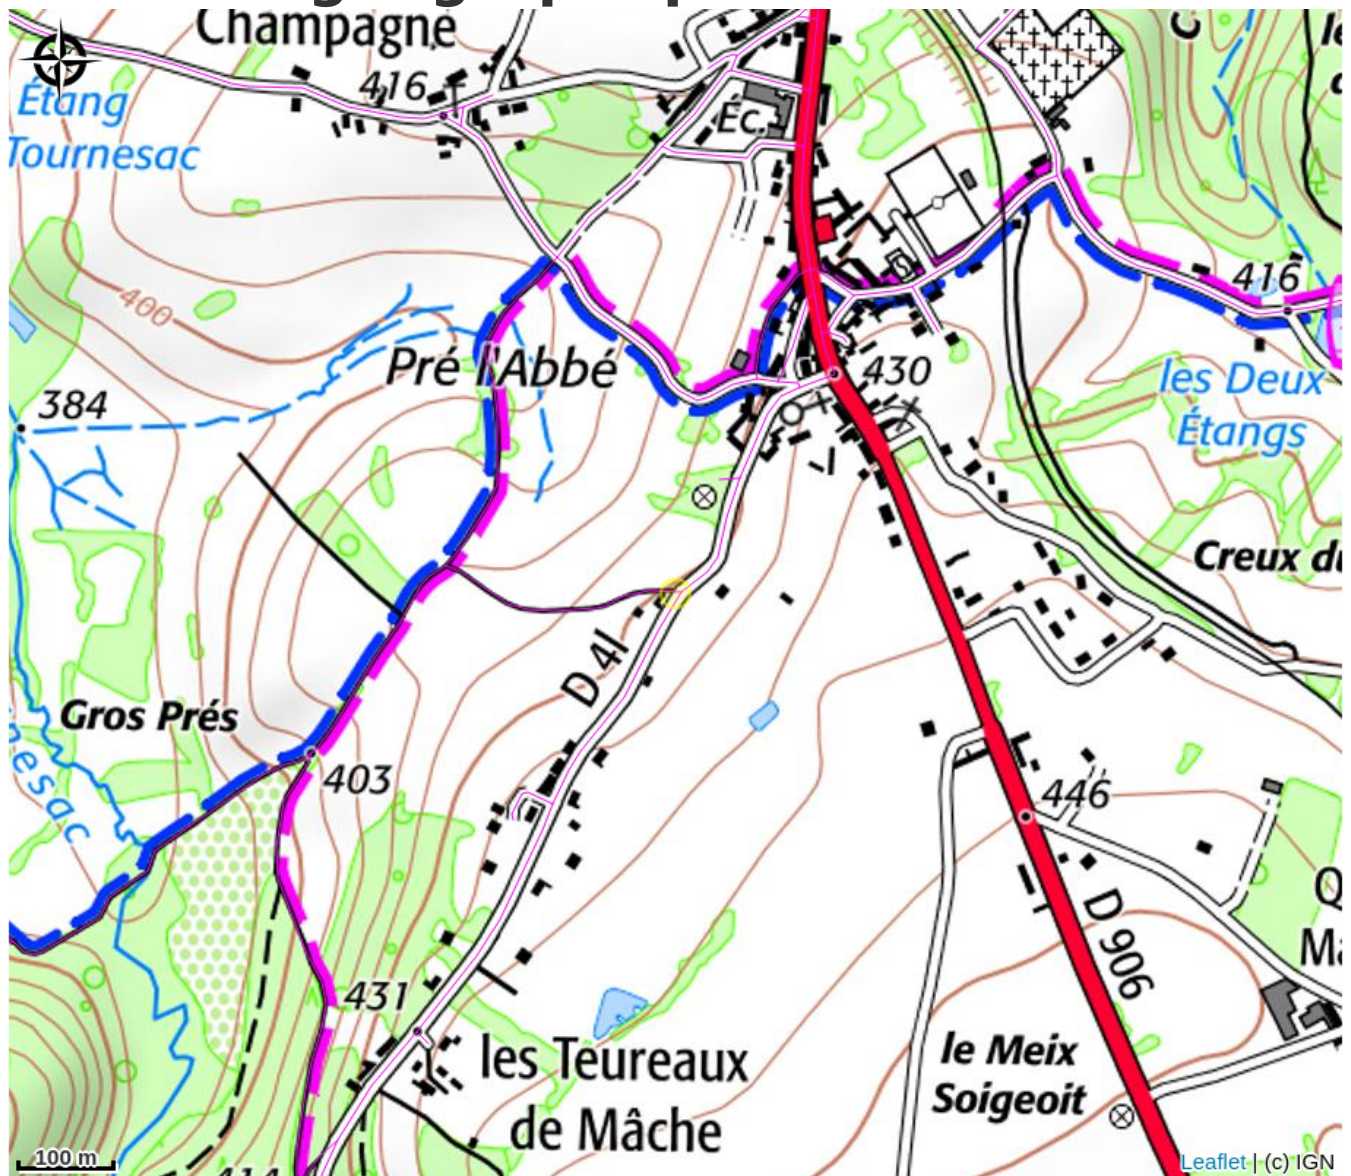 Champagne
416
Étang
Tournesac
Éc.
400
416
Pré l'Abbé
430
les Deux
Étangs
384
Creux du
D 41
Gros Prés
403
446
D 906
431
les Teureaux
de Mâche
le Meix
Soigeoit
414
100 m
Leaflet | (c) IGN